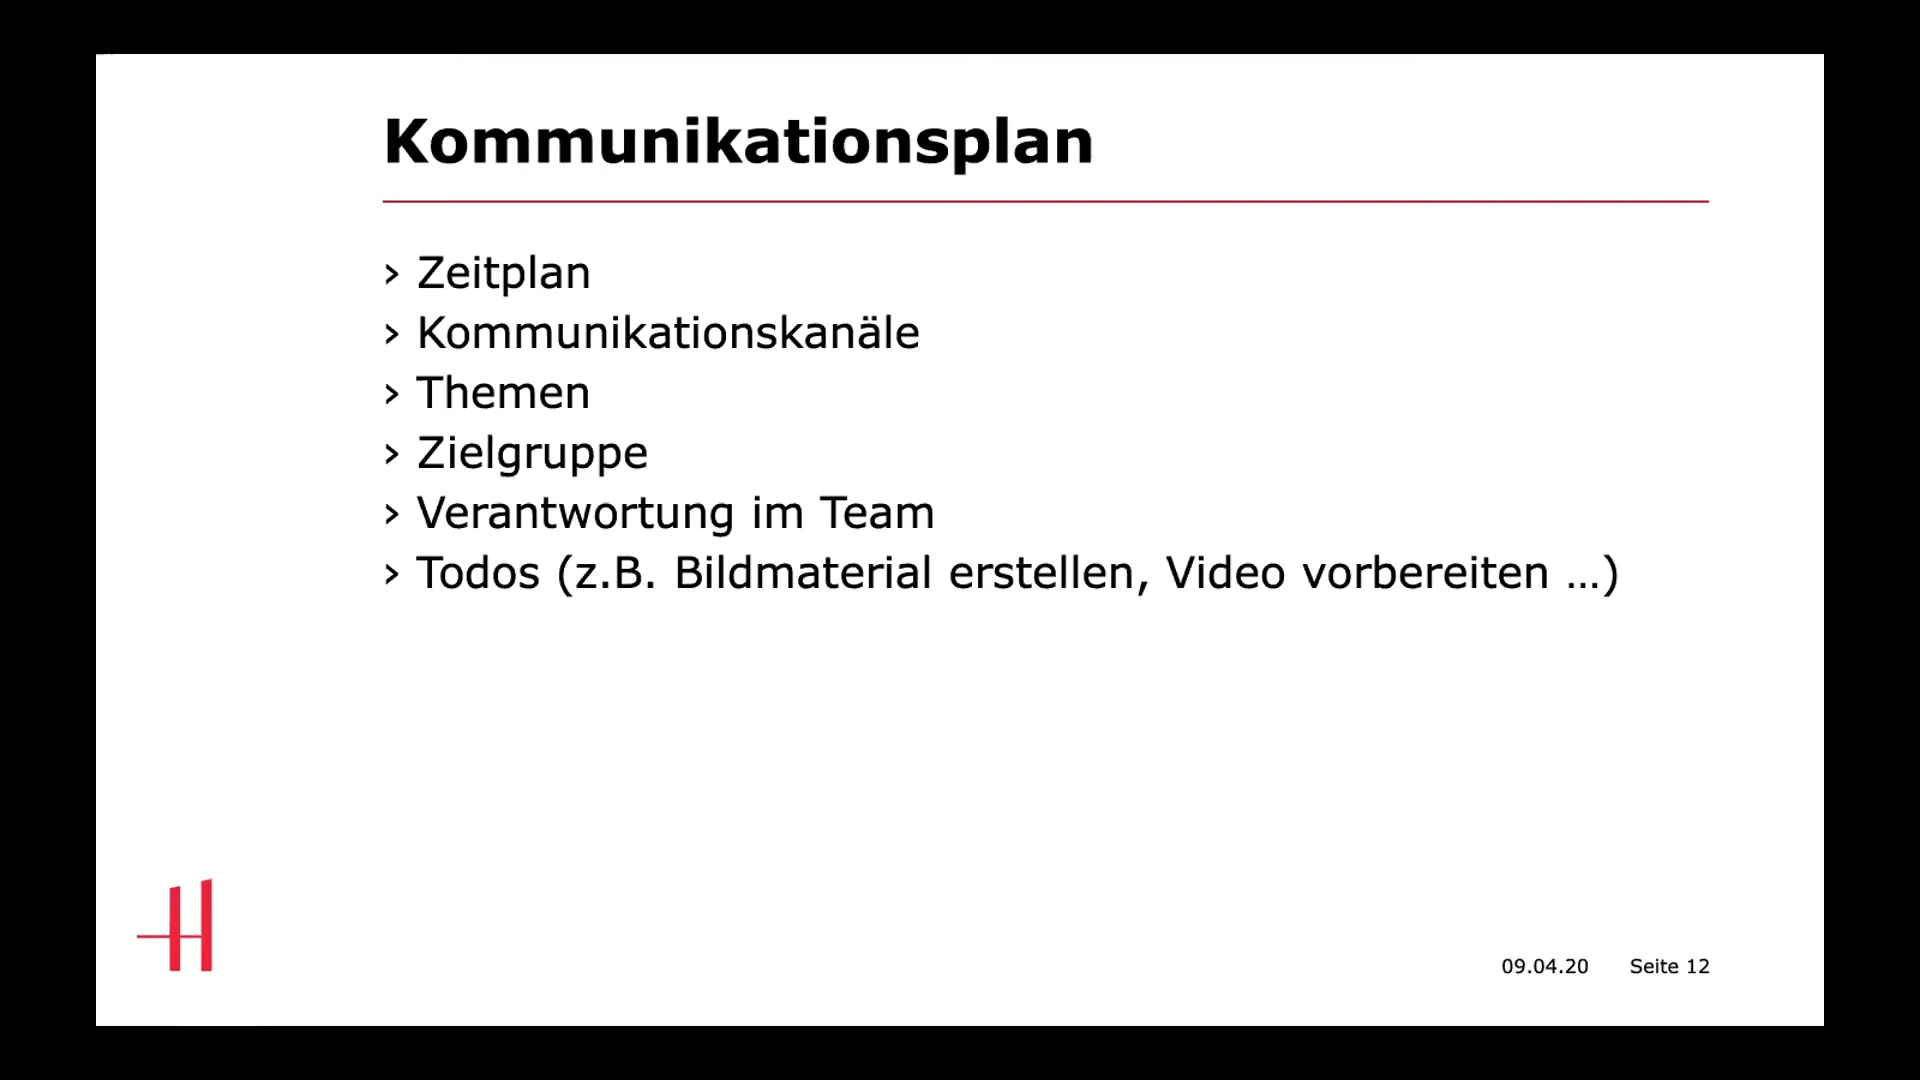 Kommunikationsplan
› Zeitplan
› Kommunikationskanäle
› Themen
› Zielgruppe
› Verantwortung im Team
› Todos (z.B. Bildmaterial erstellen, Video vorbereiten …)
H
09.04.20 Seite 12